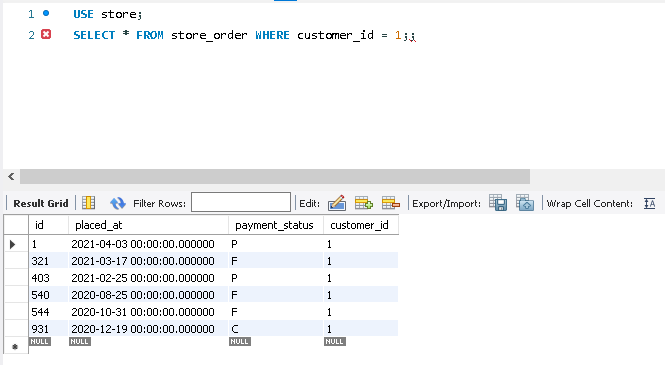 1 USE store;
2 SELECT * FROM store_order WHERE customer_id = 1;;
Result Grid Filter Rows: Edit: Export/Import: Wrap Cell Content: IA
id placed_at payment_status customer_id
1 2021-04-03 00:00:00.000000 P 1
321 2021-03-17 00:00:00.000000 F 1
403 2021-02-25 00:00:00.000000 P 1
540 2020-08-25 00:00:00.000000 F 1
544 2020-10-31 00:00:00.000000 F 1
931 2020-12-19 00:00:00.000000 C 1
NULL NULL NULL NULL